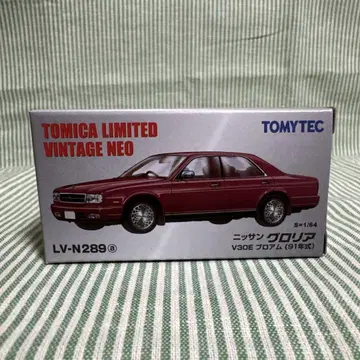 TOMICA LIMITED
VINTAGE NEO
TOMYTEC
S=1/64
LV-N289 a
ニッサン グロリア
V30E ブロアム (91年式)